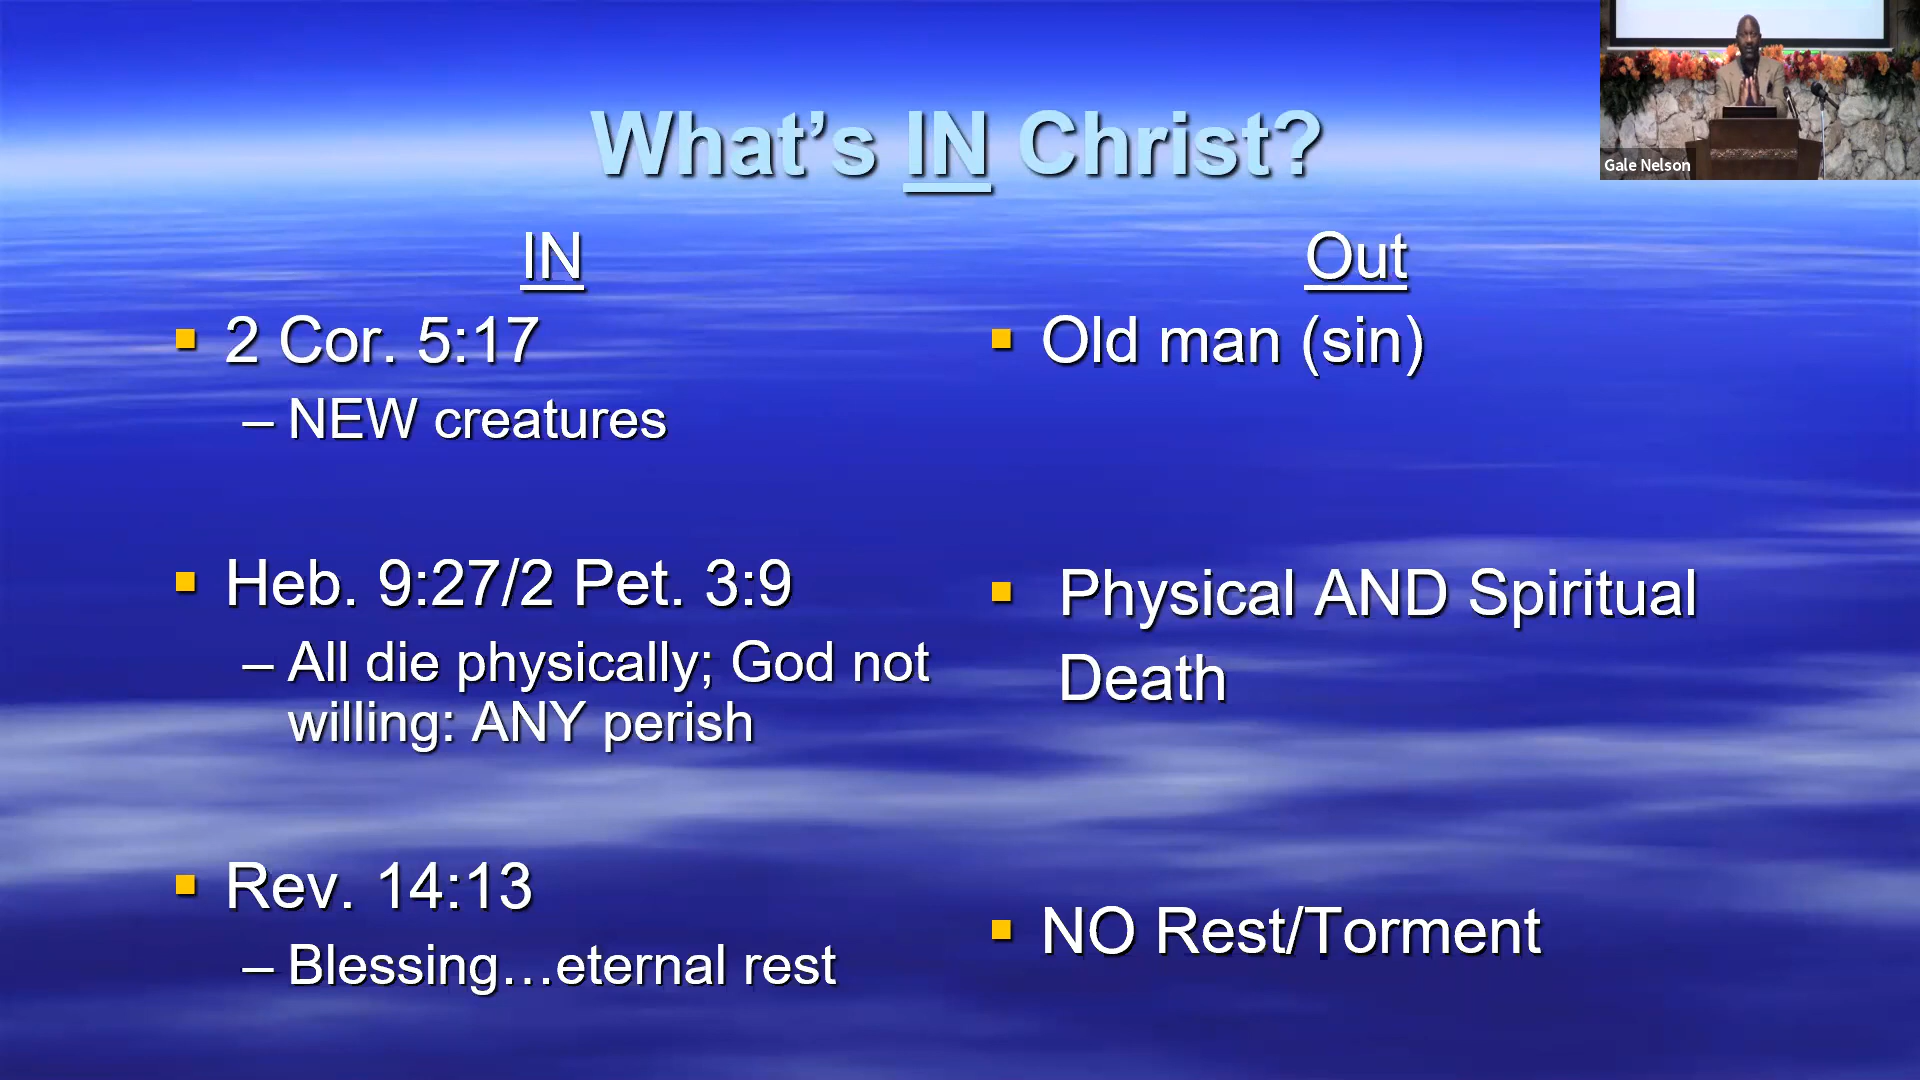 What’s IN Christ?
Gale Nelson
IN
2 Cor. 5:17
– NEW creatures
Heb. 9:27/2 Pet. 3:9
– All die physically; God not
willing: ANY perish
Rev. 14:13
– Blessing…eternal rest
Out
Old man (sin)
Physical AND Spiritual
Death
NO Rest/Torment